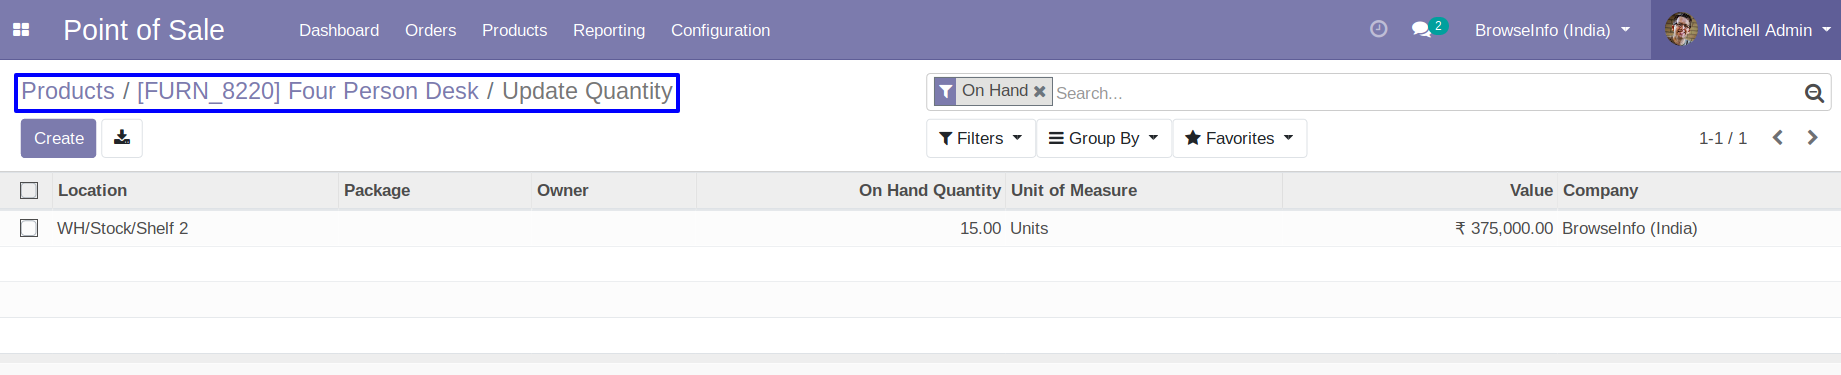 Point of Sale Dashboard Orders Products Reporting Configuration 2 BrowseInfo (India) Mitchell Admin
Products / [FURN_8220] Four Person Desk / Update Quantity On Hand Search...
Create Filters Group By Favorites 1-1 / 1
Location Package Owner On Hand Quantity Unit of Measure Value Company
WH/Stock/Shelf 2 15.00 Units ₹ 375,000.00 BrowseInfo (India)